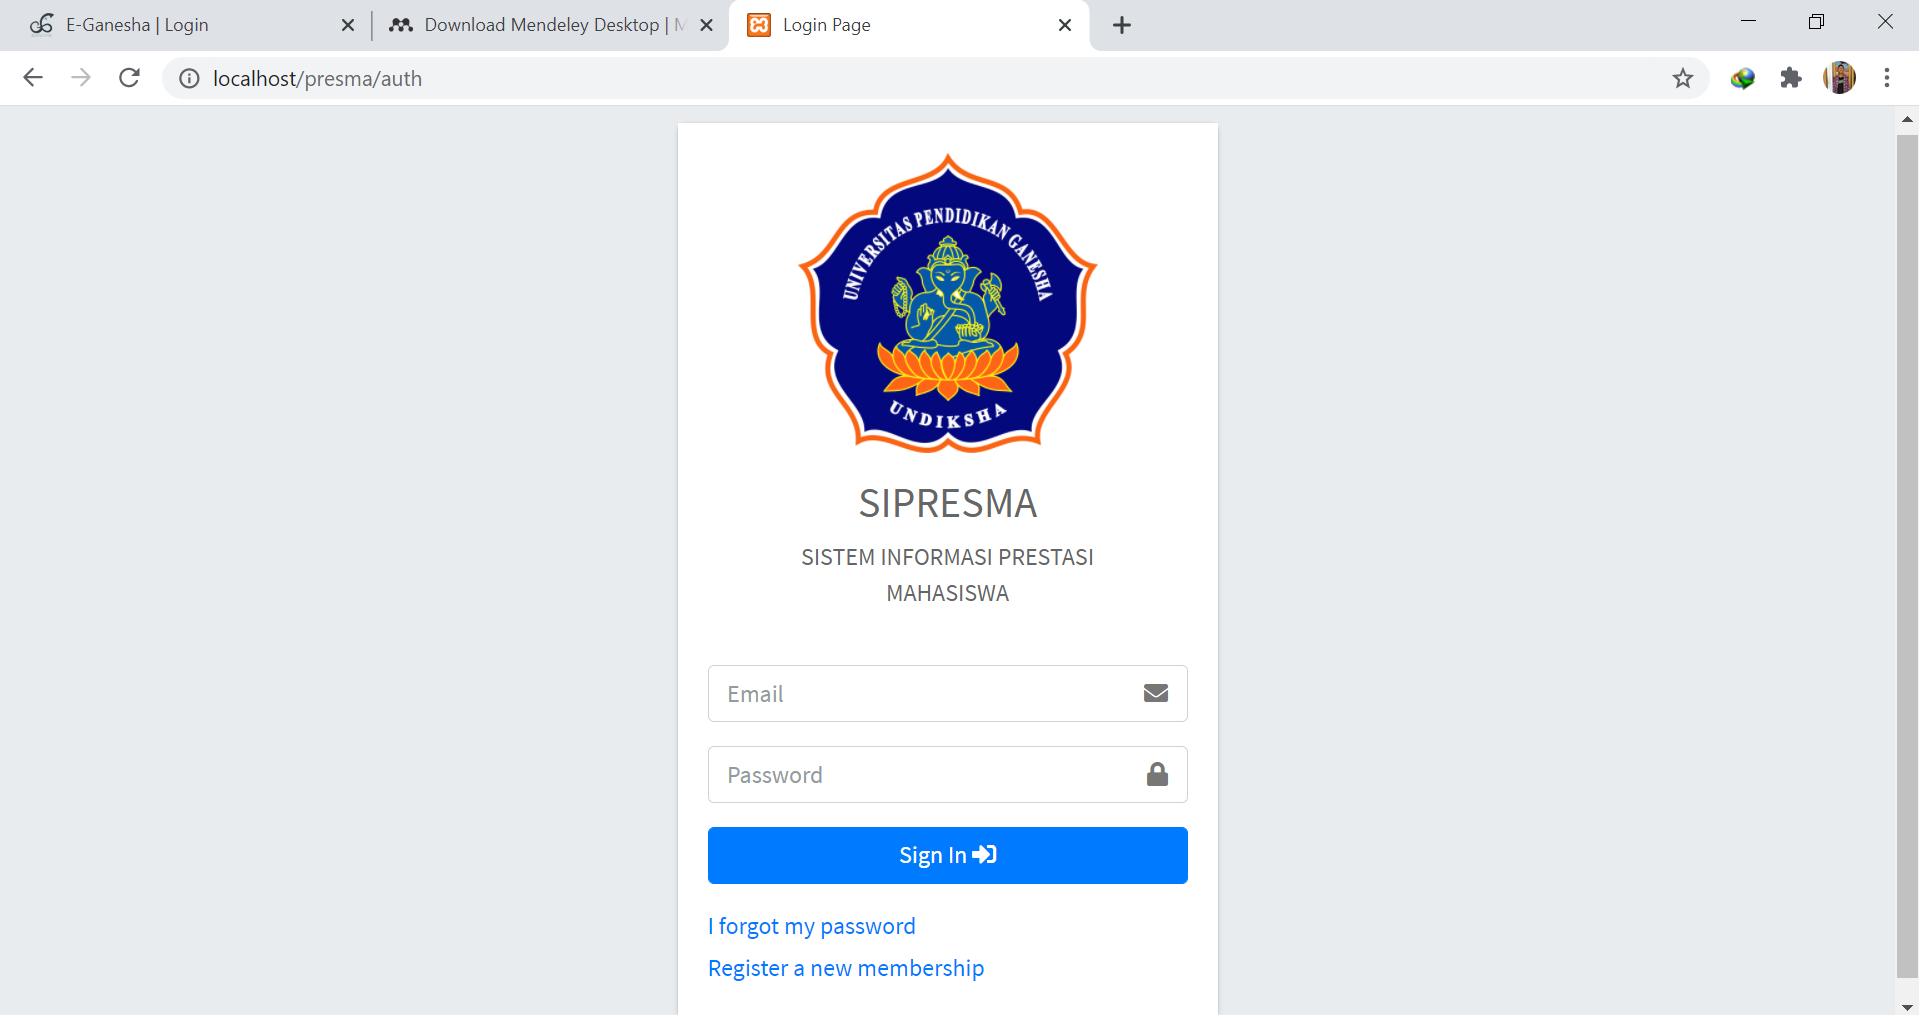 E-Ganesha | Login
Download Mendeley Desktop | M
Login Page
localhost/presma/auth
UNIVERSITAS PENDIDIKAN GANESHA
UNDIKSHA
SIPRESMA
SISTEM INFORMASI PRESTASI
MAHASISWA
Email
Password
Sign In
I forgot my password
Register a new membership